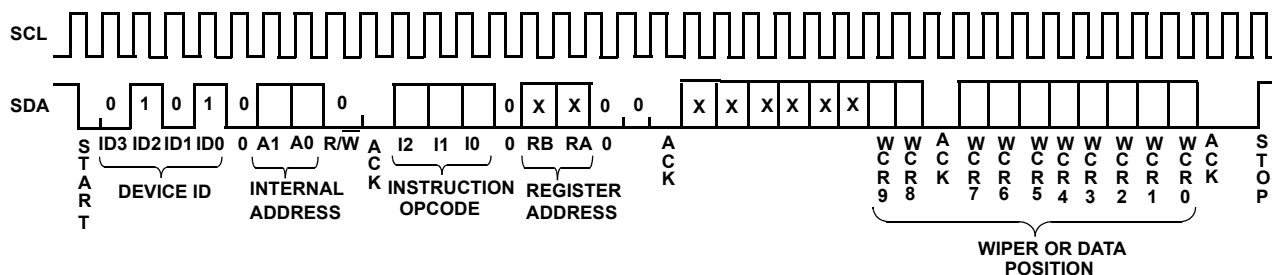 SCL
SDA
0 1 0 1 0 0 0 X X 0 0 X X X X X X
START ID3 ID2 ID1 ID0 0 A1 A0 R/W ACK I2 I1 I0 0 RB RA 0 ACK WCR9 WCR8 ACK WCR7 WCR6 WCR5 WCR4 WCR3 WCR2 WCR1 WCR0 ACK STOP
DEVICE ID
INTERNAL
ADDRESS
INSTRUCTION
OPCODE
REGISTER
ADDRESS
WIPER OR DATA
POSITION